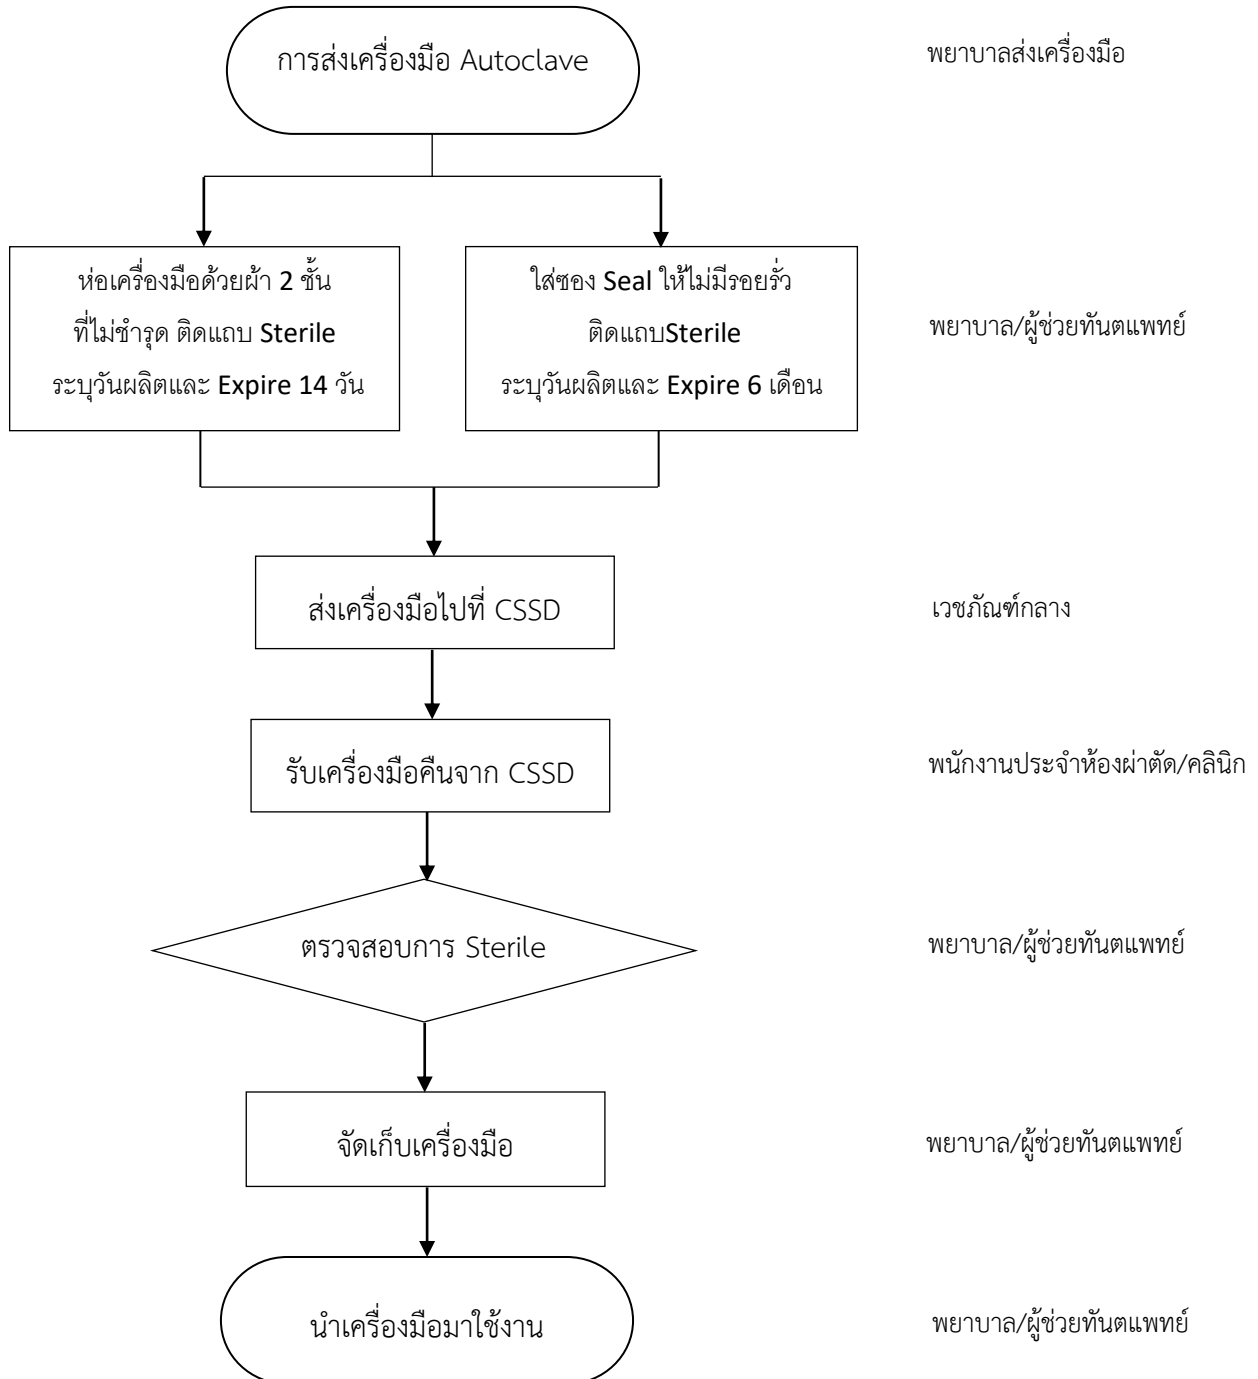 การส่งเครื่องมือ Autoclave
พยาบาลส่งเครื่องมือ
ห่อเครื่องมือด้วยผ้า 2 ชั้น
ที่ไม่ชำรุด ติดแถบ Sterile
ระบุวันผลิตและ Expire 14 วัน
ใส่ซอง Seal ให้ไม่มีรอยรั่ว
ติดแถบSterile
ระบุวันผลิตและ Expire 6 เดือน
พยาบาล/ผู้ช่วยทันตแพทย์
ส่งเครื่องมือไปที่ CSSD
เวชภัณฑ์กลาง
รับเครื่องมือคืนจาก CSSD
พนักงานประจำห้องผ่าตัด/คลินิก
ตรวจสอบการ Sterile
พยาบาล/ผู้ช่วยทันตแพทย์
จัดเก็บเครื่องมือ
พยาบาล/ผู้ช่วยทันตแพทย์
นำเครื่องมือมาใช้งาน
พยาบาล/ผู้ช่วยทันตแพทย์